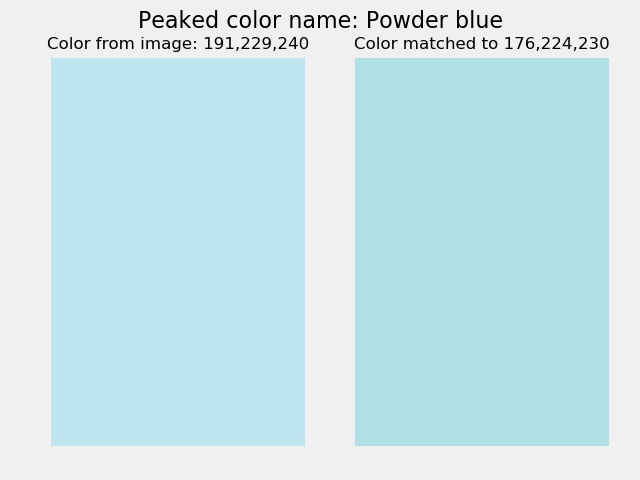 Peaked color name: Powder blue
Color from image: 191,229,240
Color matched to 176,224,230